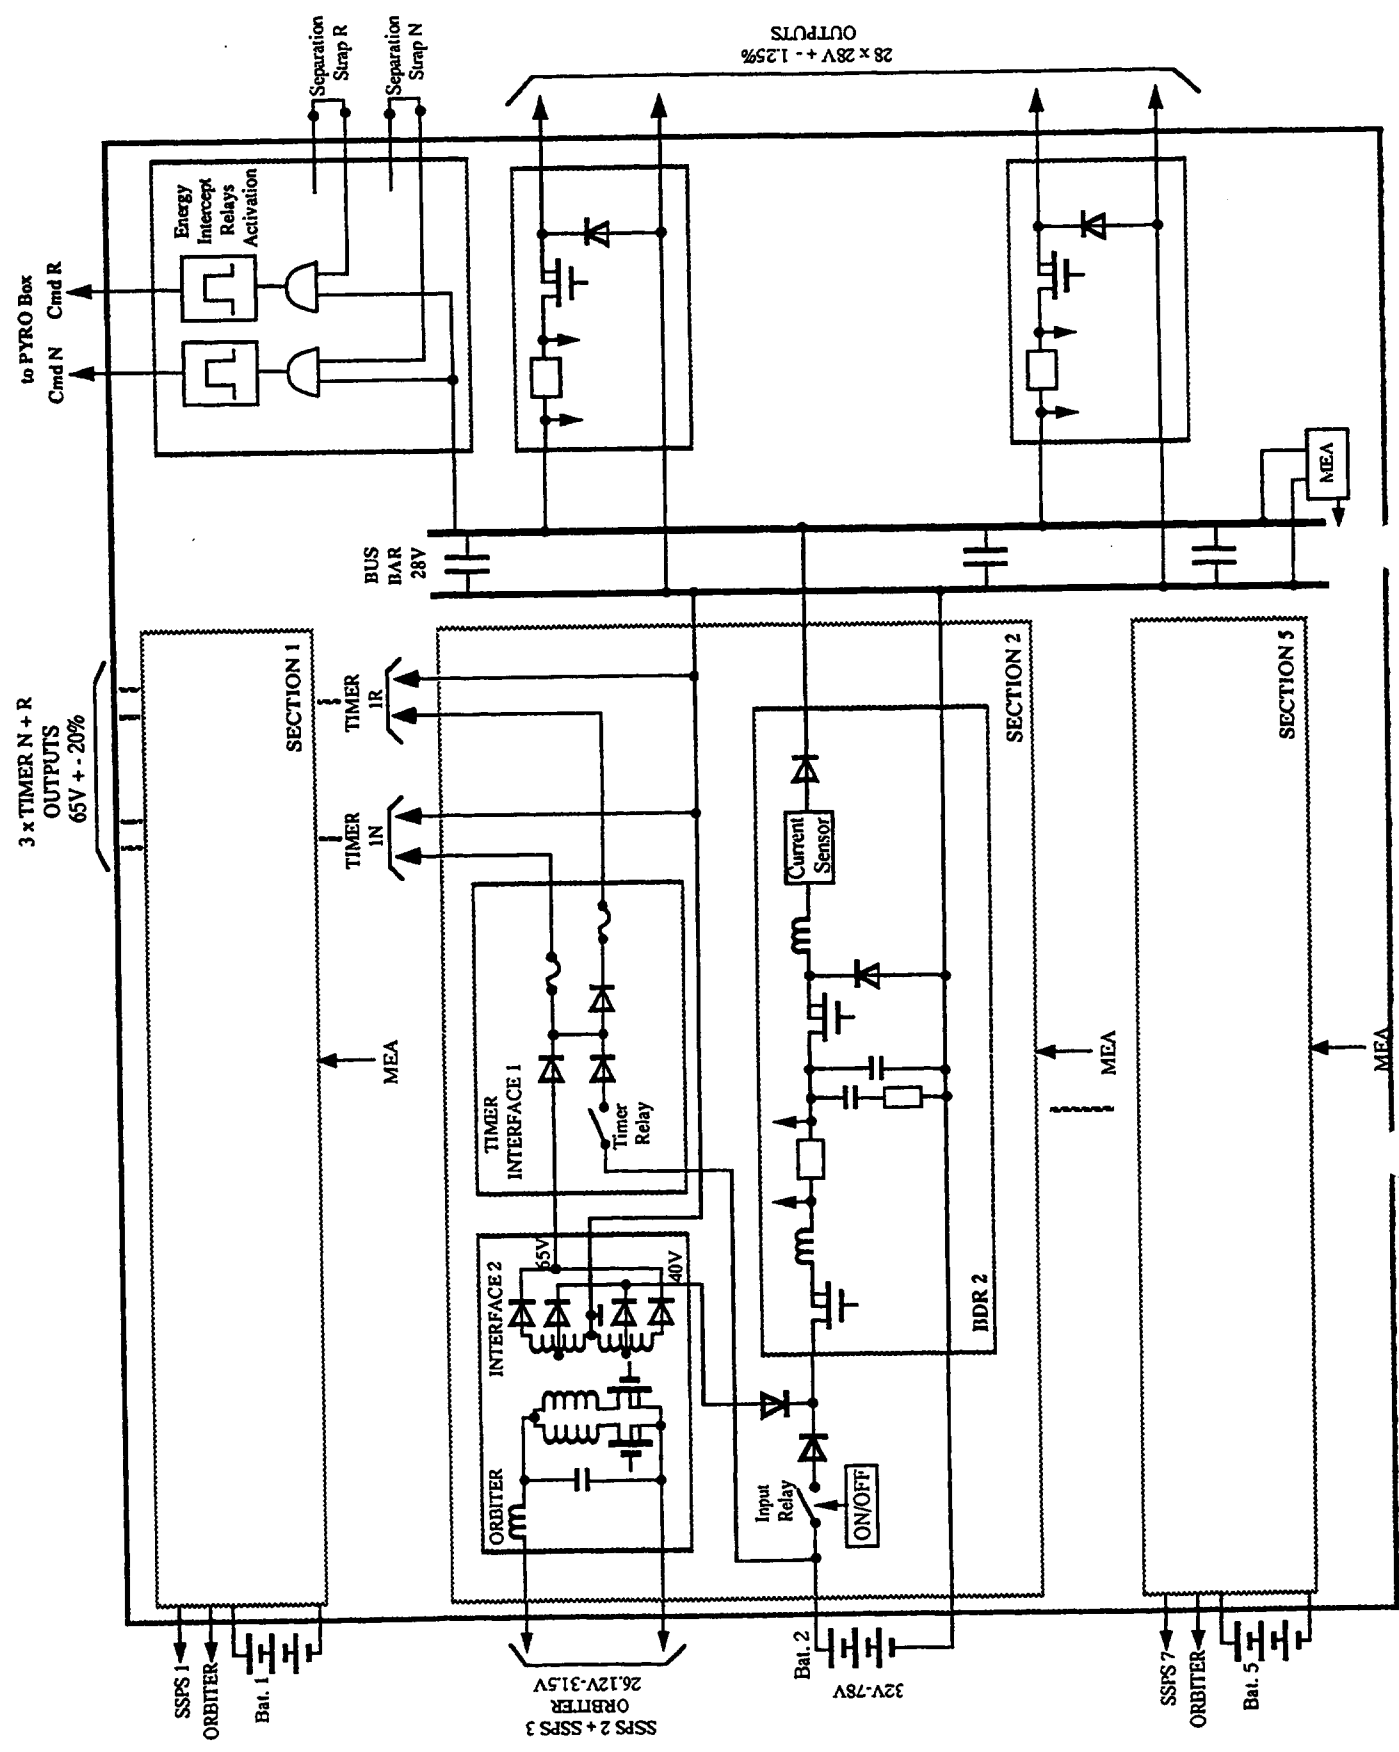 Separation
Strap R
Separation
Strap N
28 x 28V + - 1.25%
OUTPUTS
to PYRO Box
Cmd N
Cmd R
Energy
Intercept
Relays
Activation
BUS
BAR
28V
MEA
3 x TIMER N + R
OUTPUTS
65V + - 20%
SECTION 1
TIMER
1R
TIMER
1N
MEA
SECTION 2
TIMER
INTERFACE 1
Timer
Relay
INTERFACE 2
65V
40V
ORBITER
Current
Sensor
BDR 2
Input
Relay
ON/OFF
MEA
SECTION 5
MEA
SSPS 1
ORBITER
Bat. 1
SSPS 2 + SSPS 3
ORBITER
26.12V-31.5V
Bat. 2
32V-78V
SSPS 7
ORBITER
Bat. 5